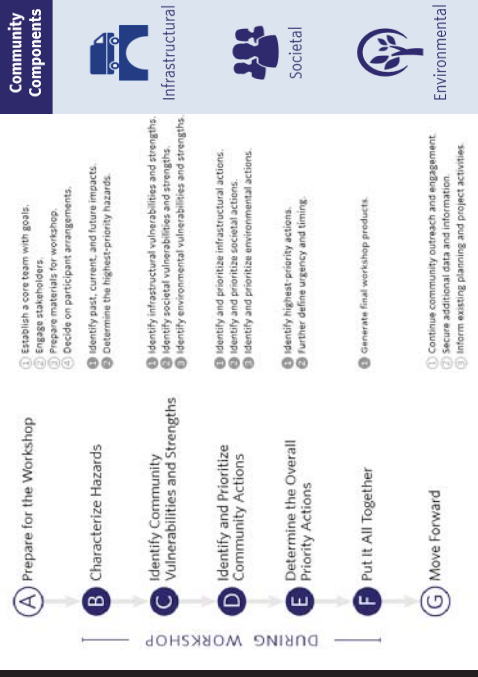 Community
Components
Infrastructural
Societal
Environmental
A Prepare for the Workshop
1 Establish a core team with goals.
2 Engage stakeholders.
3 Prepare materials for workshop.
4 Decide on participant arrangements.
B Characterize Hazards
1 Identify past, current, and future impacts.
2 Determine the highest-priority hazards.
C Identify Community
Vulnerabilities and Strengths
1 Identify infrastructural vulnerabilities and strengths.
2 Identify societal vulnerabilities and strengths.
3 Identify environmental vulnerabilities and strengths.
D Identify and Prioritize
Community Actions
1 Identify and prioritize infrastructural actions.
2 Identify and prioritize societal actions.
3 Identify and prioritize environmental actions.
E Determine the Overall
Priority Actions
1 Identify highest-priority actions.
2 Further define urgency and timing.
F Put It All Together
1 Generate final workshop products.
G Move Forward
1 Continue community outreach and engagement.
2 Secure additional data and information.
3 Inform existing planning and project activities.
DURING WORKSHOP